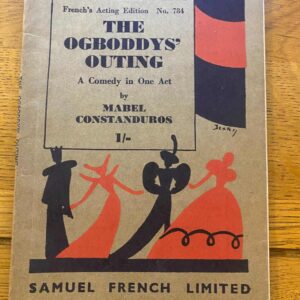 French's Acting Edition No. 784
THE
OGBODDYS'
OUTING
A Comedy in One Act
by
MABEL
CONSTANDUROS
1/-
SAMUEL FRENCH LIMITED